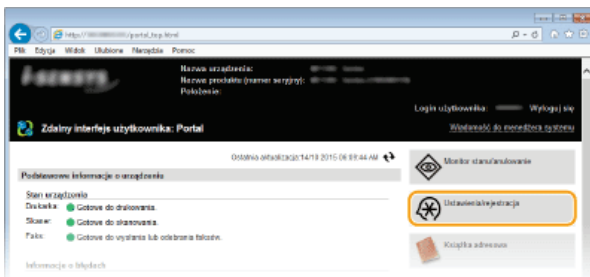 http:// /portal_top.html
Plik Edycja Widok Ulubione Narzędzia Pomoc
Nazwa urządzenia:
Nazwa produktu (numer seryjny):
Położenie:
Login użytkownika: Wyloguj się
Zdalny interfejs użytkownika: Portal
Wiadomość do menedżera systemu
Ostatnia aktualizacja: 14/10 2015 06:08:44 AM
Podstawowe informacje o urządzeniu
Monitor stanu/anulowanie
Stan urządzenia
Drukarka: Gotowe do drukowania.
Skaner: Gotowe do skanowania.
Faks: Gotowe do wysłania lub odebrania faksów.
Ustawienia/rejestracja
Książka adresowa
Informacje o błędach